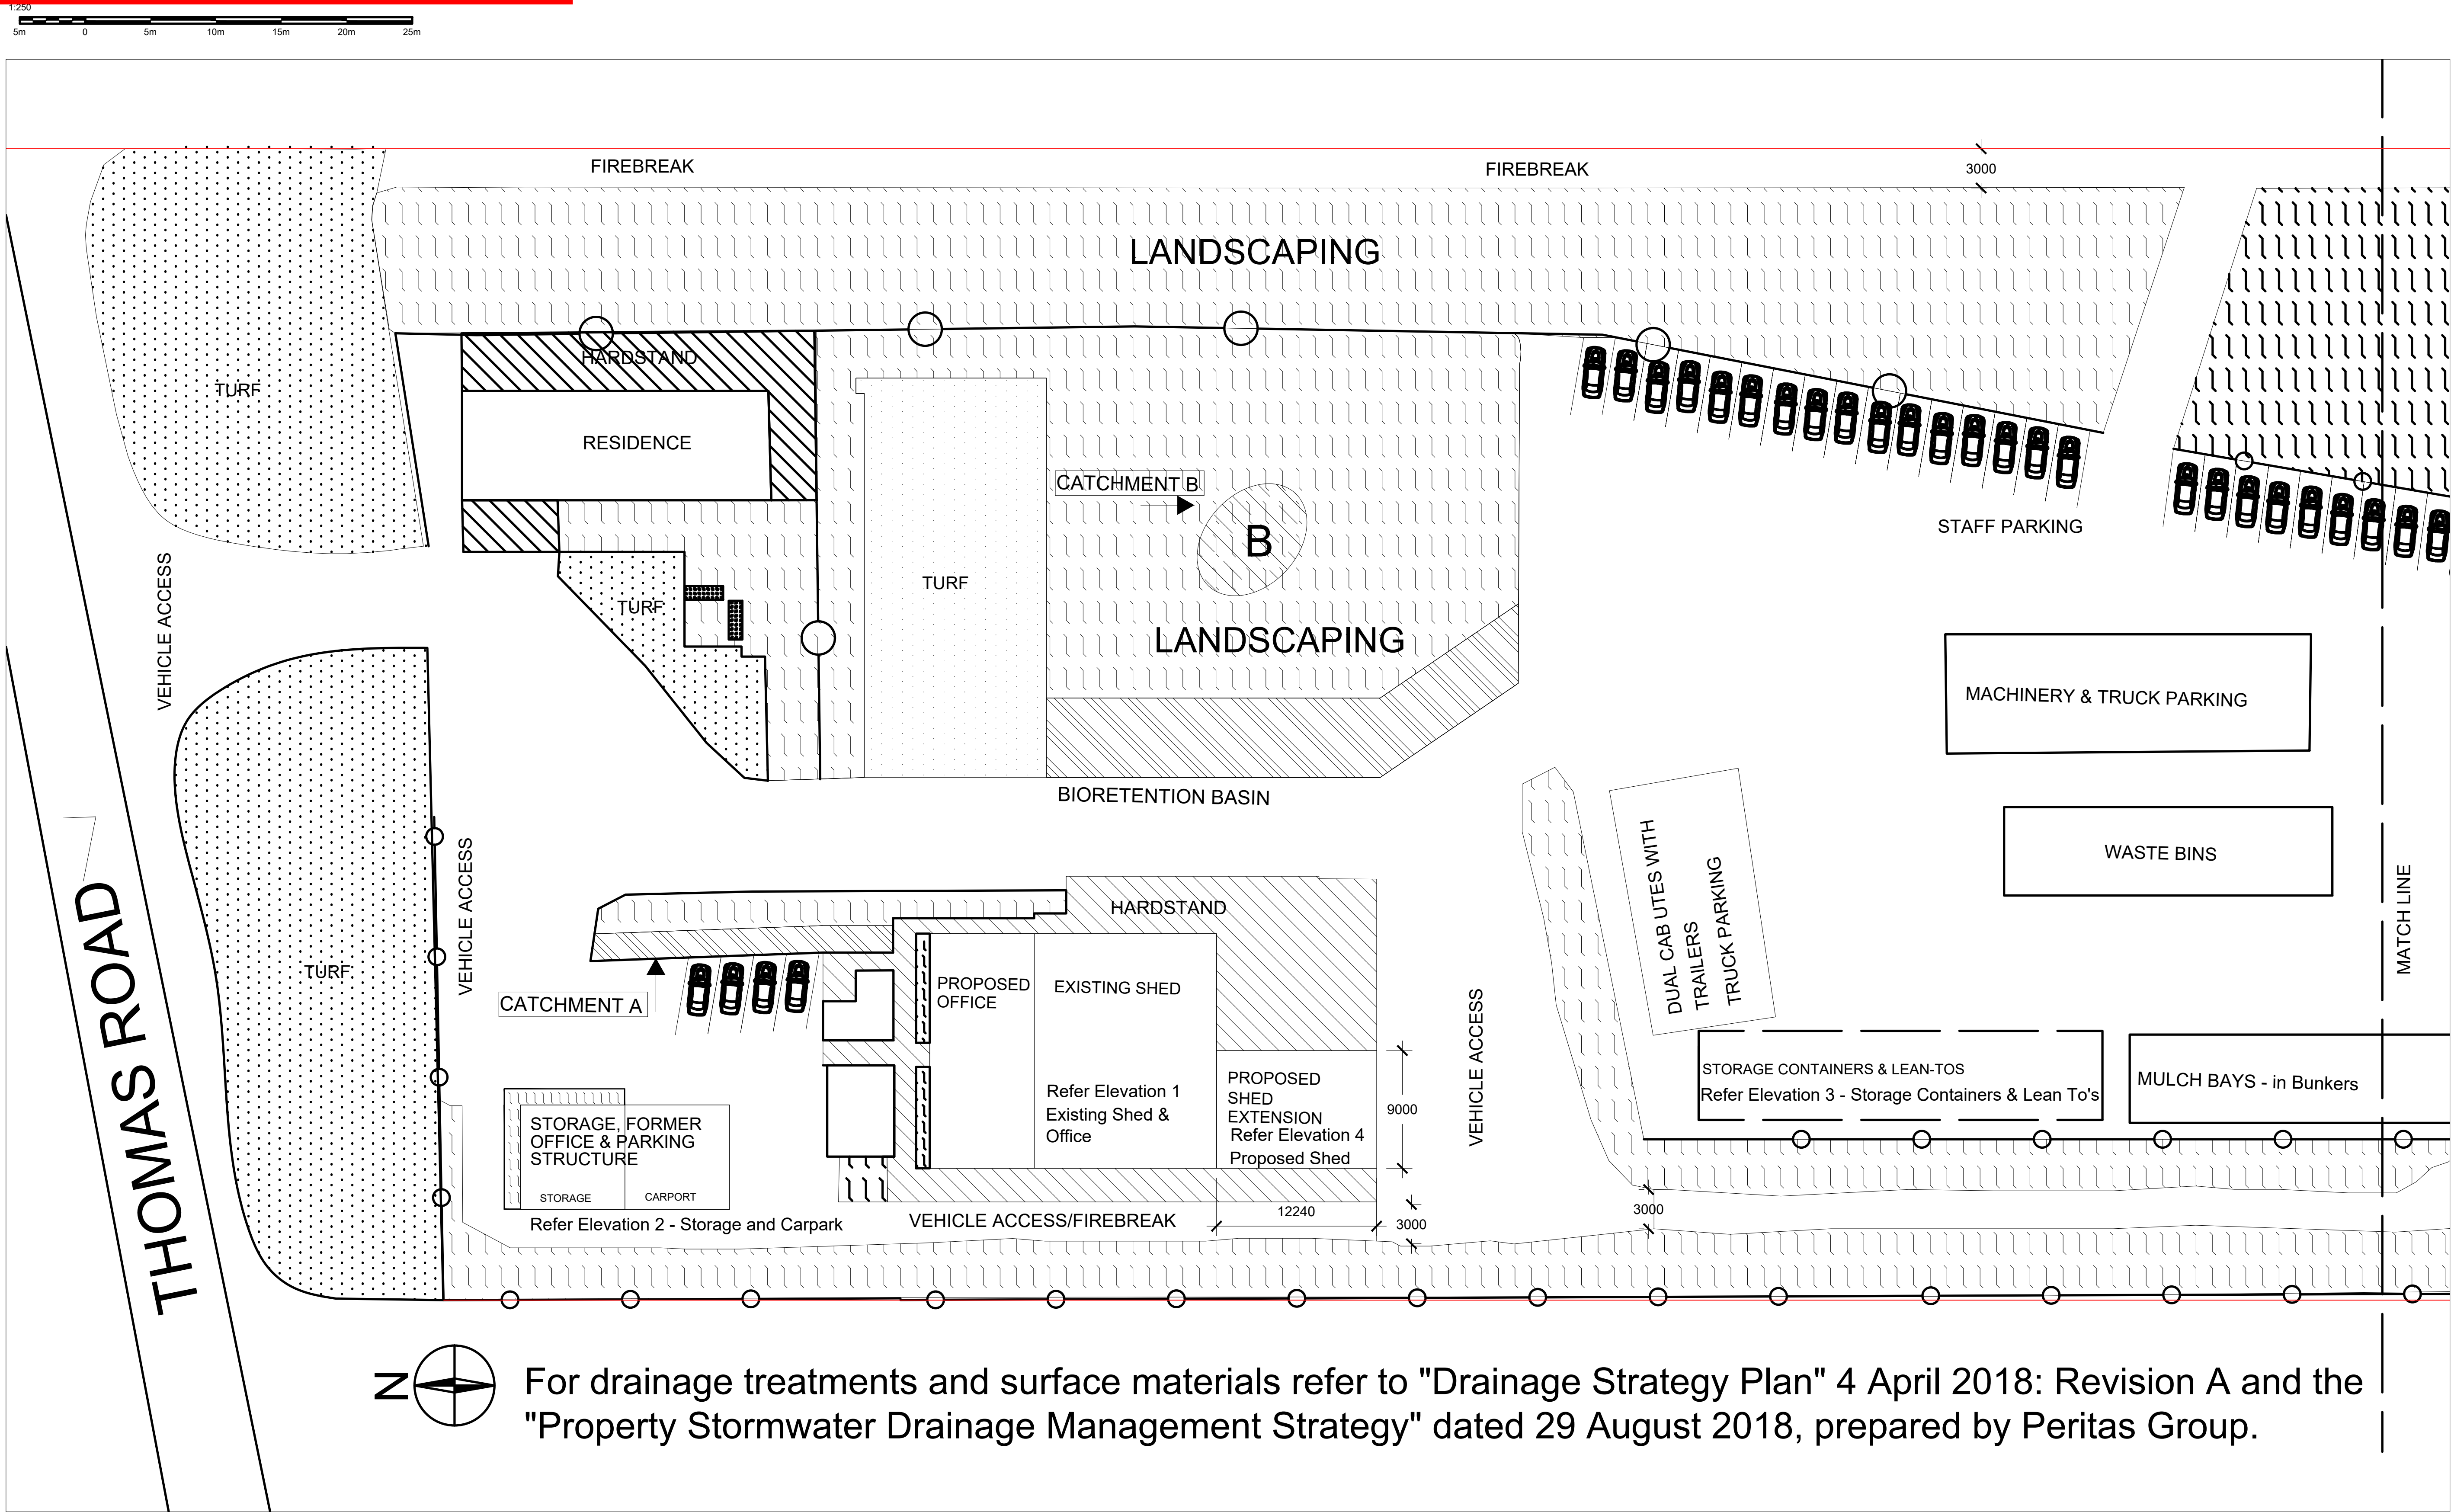 1:250
5m 0 5m 10m 15m 20m 25m
FIREBREAK
FIREBREAK
3000
LANDSCAPING
HARDSTAND
TURF
RESIDENCE
CATCHMENT B
B
STAFF PARKING
TURF
TURF
VEHICLE ACCESS
LANDSCAPING
MACHINERY & TRUCK PARKING
BIORETENTION BASIN
WASTE BINS
DUAL CAB UTES WITH
TRAILERS
TRUCK PARKING
MATCH LINE
VEHICLE ACCESS
HARDSTAND
THOMAS ROAD
TURF
CATCHMENT A
PROPOSED
OFFICE
EXISTING SHED
VEHICLE ACCESS
STORAGE CONTAINERS & LEAN-TOS
Refer Elevation 3 - Storage Containers & Lean To's
MULCH BAYS - in Bunkers
Refer Elevation 1
Existing Shed &
Office
PROPOSED
SHED
EXTENSION
Refer Elevation 4
Proposed Shed
9000
STORAGE, FORMER
OFFICE & PARKING
STRUCTURE
STORAGE
CARPORT
Refer Elevation 2 - Storage and Carpark
VEHICLE ACCESS/FIREBREAK
12240
3000
3000
N
For drainage treatments and surface materials refer to "Drainage Strategy Plan" 4 April 2018: Revision A and the
"Property Stormwater Drainage Management Strategy" dated 29 August 2018, prepared by Peritas Group.